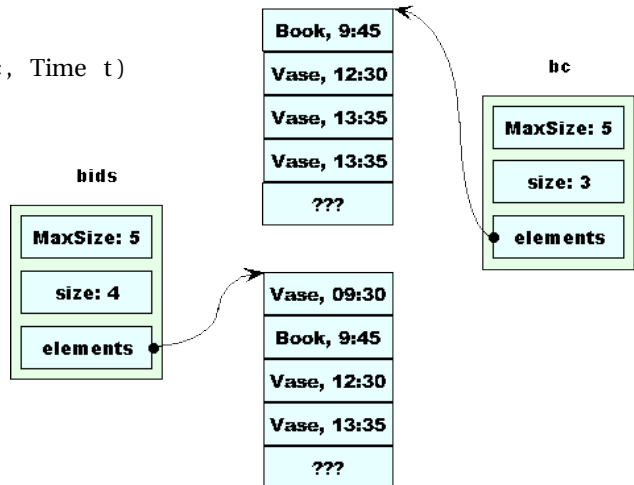 , Time t)
Book, 9:45
Vase, 12:30
Vase, 13:35
Vase, 13:35
???
bc
MaxSize: 5
size: 3
elements
bids
MaxSize: 5
size: 4
elements
Vase, 09:30
Book, 9:45
Vase, 12:30
Vase, 13:35
???